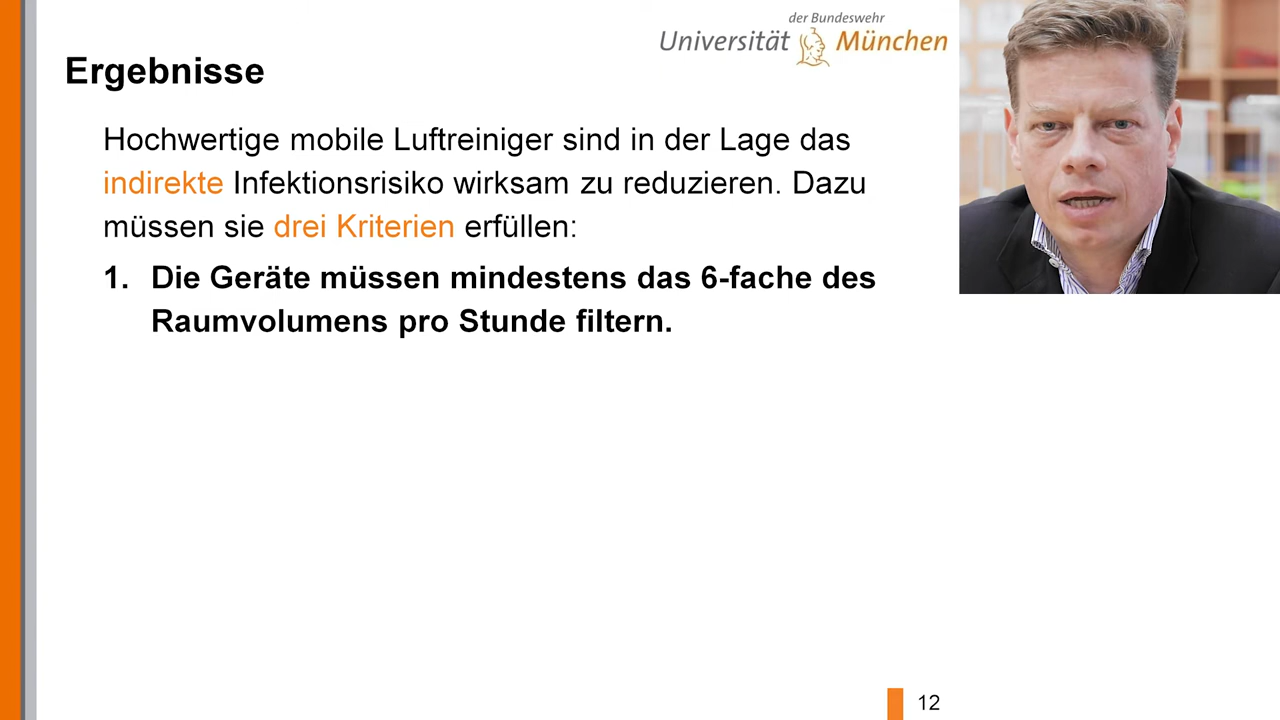 der Bundeswehr
Universität München
Ergebnisse
Hochwertige mobile Luftreiniger sind in der Lage das
indirekte Infektionsrisiko wirksam zu reduzieren. Dazu
müssen sie drei Kriterien erfüllen:
1. Die Geräte müssen mindestens das 6-fache des
Raumvolumens pro Stunde filtern.
12